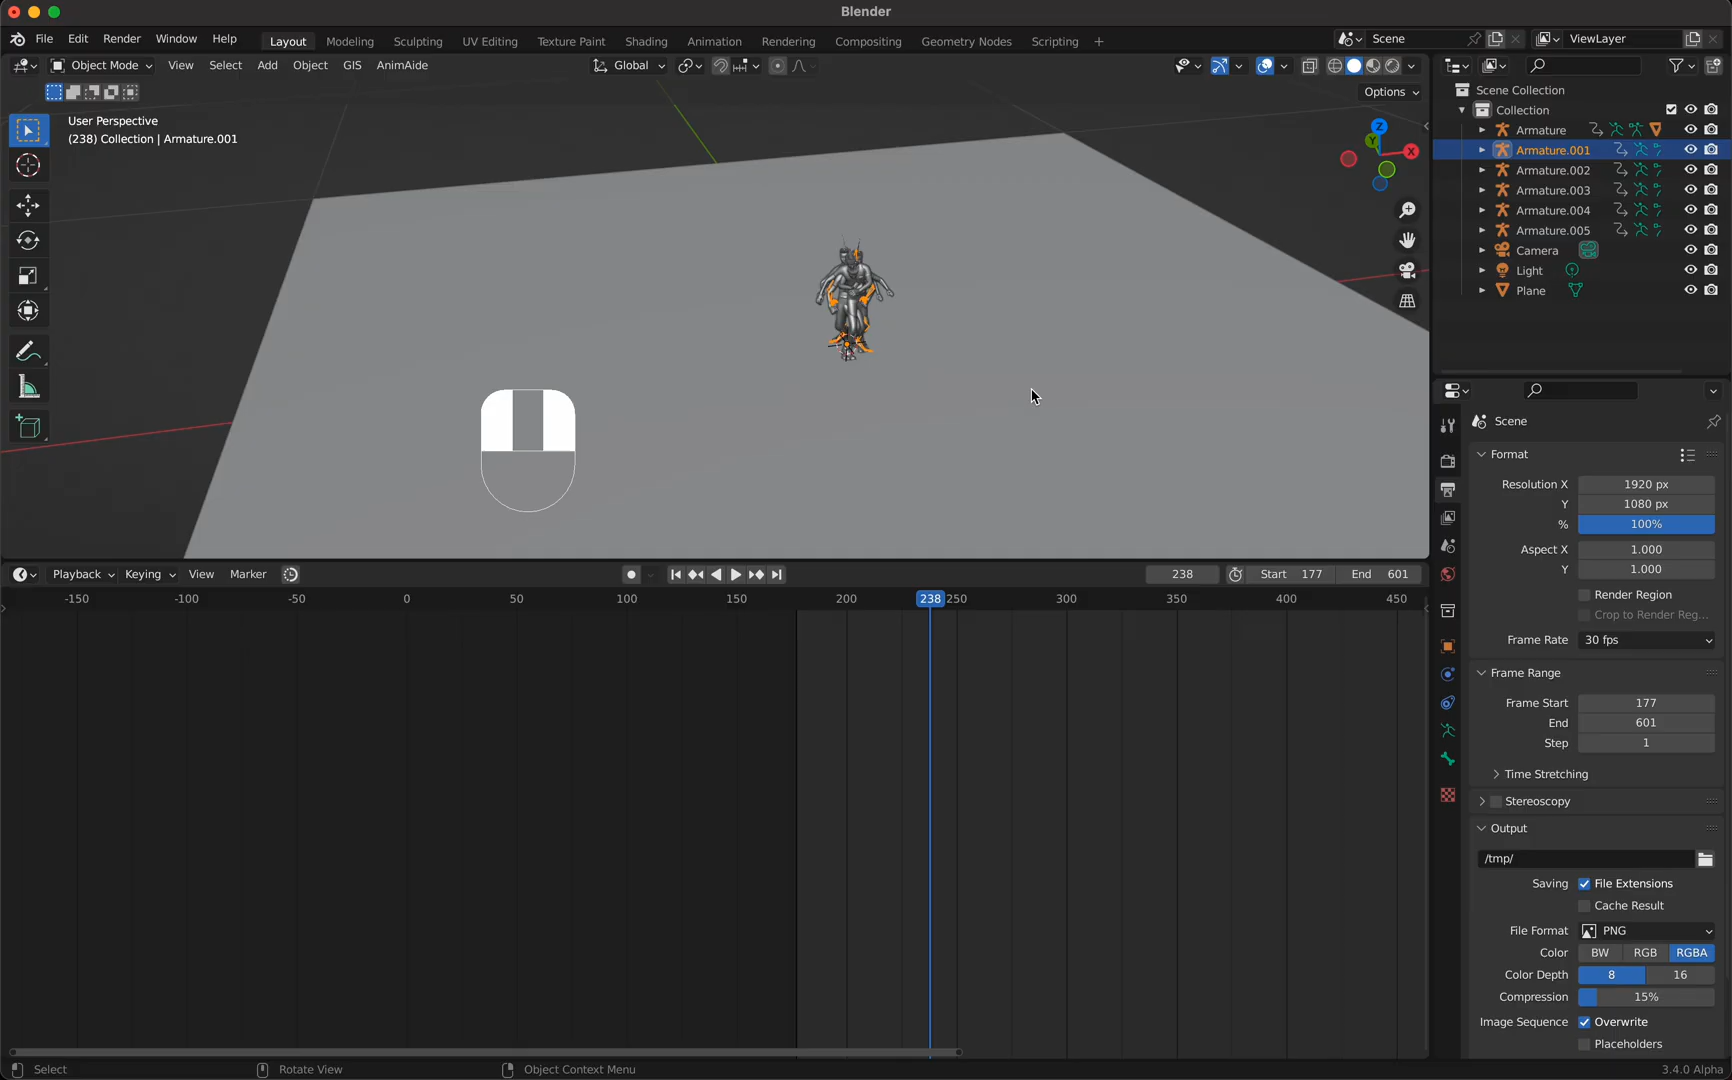 Blender
File Edit Render Window Help Layout Modeling Sculpting UV Editing Texture Paint Shading Animation Rendering Compositing Geometry Nodes Scripting + Scene ViewLayer
Object Mode View Select Add Object GIS AnimAide Global
Options
User Perspective
(238) Collection | Armature.001
Z
Y
X
Scene Collection
Collection
Armature
Armature.001
Armature.002
Armature.003
Armature.004
Armature.005
Camera
Light
Plane
Scene
Format
Resolution X 1920 px
Y 1080 px
% 100%
Aspect X 1.000
Y 1.000
Render Region
Crop to Render Reg...
Frame Rate 30 fps
Frame Range
Frame Start 177
End 601
Step 1
Time Stretching
Stereoscopy
Output
/tmp/
Saving File Extensions
Cache Result
File Format PNG
Color BW RGB RGBA
Color Depth 8 16
Compression 15%
Image Sequence Overwrite
Placeholders
Playback Keying View Marker 238 Start 177 End 601
-150 -100 -50 0 50 100 150 200 238 250 300 350 400 450
Select Rotate View Object Context Menu 3.4.0 Alpha